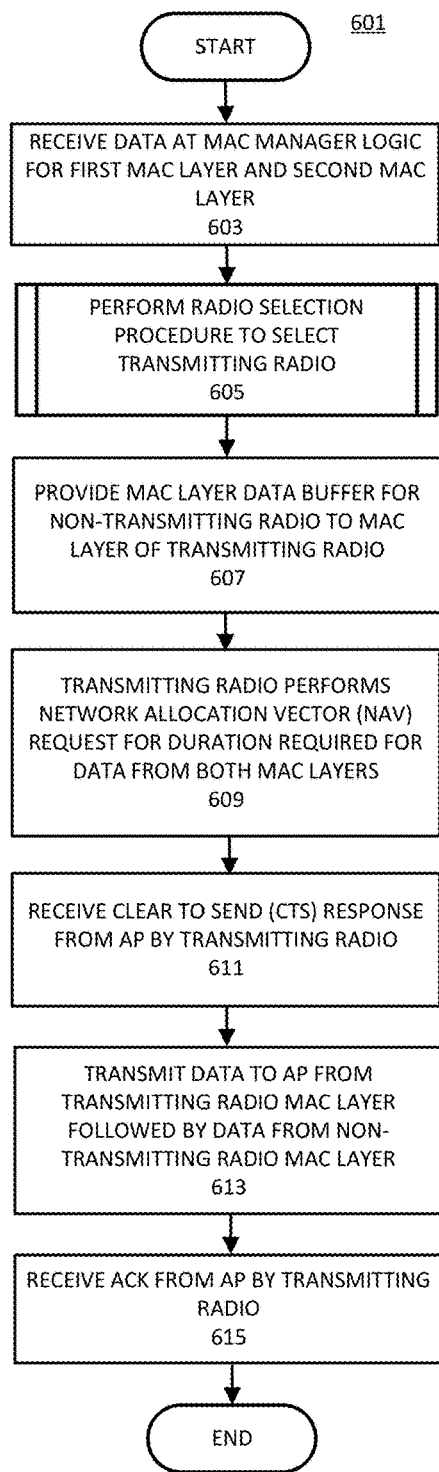 601
START
RECEIVE DATA AT MAC MANAGER LOGIC
FOR FIRST MAC LAYER AND SECOND MAC
LAYER
603
PERFORM RADIO SELECTION
PROCEDURE TO SELECT
TRANSMITTING RADIO
605
PROVIDE MAC LAYER DATA BUFFER FOR
NON-TRANSMITTING RADIO TO MAC
LAYER OF TRANSMITTING RADIO
607
TRANSMITTING RADIO PERFORMS
NETWORK ALLOCATION VECTOR (NAV)
REQUEST FOR DURATION REQUIRED FOR
DATA FROM BOTH MAC LAYERS
609
RECEIVE CLEAR TO SEND (CTS) RESPONSE
FROM AP BY TRANSMITTING RADIO
611
TRANSMIT DATA TO AP FROM
TRANSMITTING RADIO MAC LAYER
FOLLOWED BY DATA FROM NON-
TRANSMITTING RADIO MAC LAYER
613
RECEIVE ACK FROM AP BY TRANSMITTING
RADIO
615
END